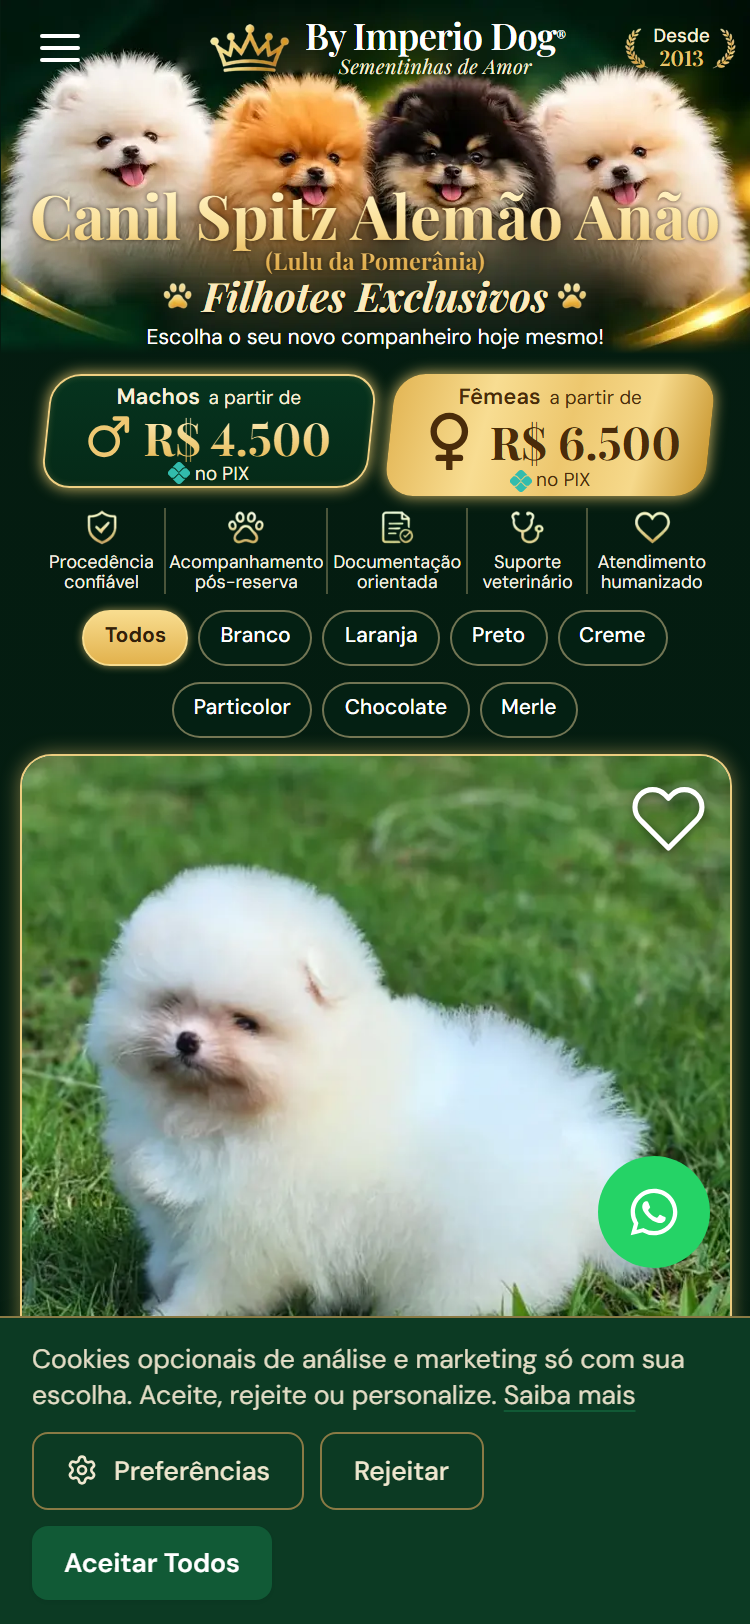 By Imperio Dog®
Sementinhas de Amor
Desde
2013
Canil Spitz Alemão Anão
(Lulu da Pomerânia)
Filhotes Exclusivos
Escolha o seu novo companheiro hoje mesmo!
Machos a partir de
R$ 4.500
no PIX
Fêmeas a partir de
R$ 6.500
no PIX
Procedência
confiável
Acompanhamento
pós-reserva
Documentação
orientada
Suporte
veterinário
Atendimento
humanizado
Todos
Branco
Laranja
Preto
Creme
Particolor
Chocolate
Merle
Cookies opcionais de análise e marketing só com sua
escolha. Aceite, rejeite ou personalize. Saiba mais
Preferências
Rejeitar
Aceitar Todos